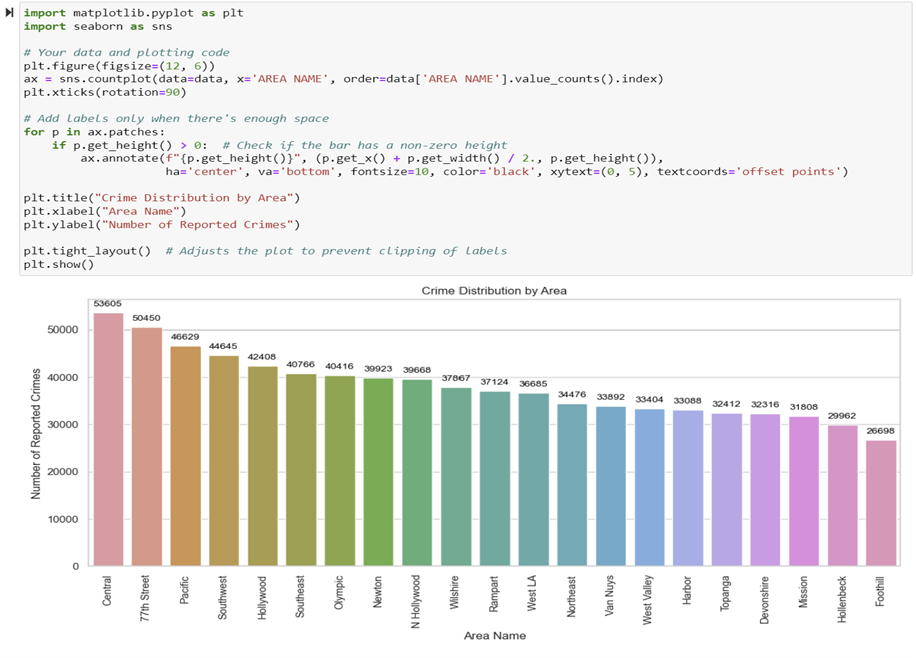 import matplotlib.pyplot as plt
import seaborn as sns
# Your data and plotting code
plt.figure(figsize=(12, 6))
ax = sns.countplot(data=data, x='AREA NAME', order=data['AREA NAME'].value_counts().index)
plt.xticks(rotation=90)
# Add labels only when there's enough space
for p in ax.patches:
    if p.get_height() > 0:  # Check if the bar has a non-zero height
        ax.annotate(f"{p.get_height()}", (p.get_x() + p.get_width() / 2., p.get_height()),
                    ha='center', va='bottom', fontsize=10, color='black', xytext=(0, 5), textcoords='offset points')
plt.title("Crime Distribution by Area")
plt.xlabel("Area Name")
plt.ylabel("Number of Reported Crimes")
plt.tight_layout()  # Adjusts the plot to prevent clipping of labels
plt.show()
Crime Distribution by Area
Number of Reported Crimes
50000
40000
30000
20000
10000
0
53605
50450
46629
44645
42408
40766
40416
39923
39668
37867
37124
36685
34476
33892
33404
33088
32412
32316
31808
29962
26698
Central
77th Street
Pacific
Southwest
Hollywood
Southeast
Olympic
Newton
N Hollywood
Wilshire
Rampart
West LA
Northeast
Van Nuys
West Valley
Harbor
Topanga
Devonshire
Mission
Hollenbeck
Foothill
Area Name